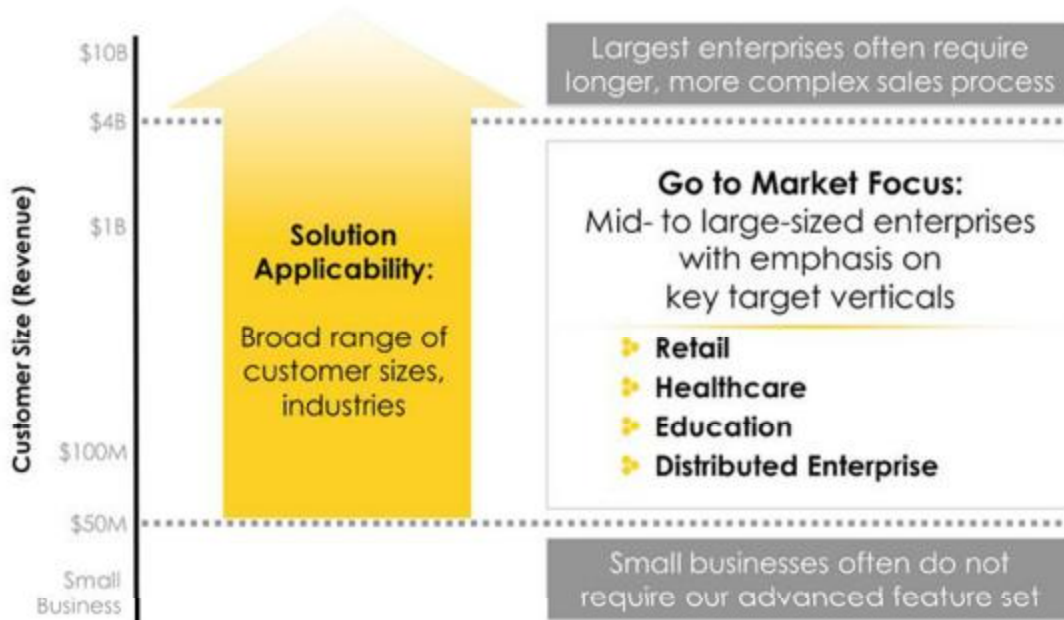 Customer Size (Revenue)
$10B
$4B
$1B
$100M
$50M
Small
Business
Solution
Applicability:
Broad range of
customer sizes,
industries
Largest enterprises often require
longer, more complex sales process
Go to Market Focus:
Mid- to large-sized enterprises
with emphasis on
key target verticals
Retail
Healthcare
Education
Distributed Enterprise
Small businesses often do not
require our advanced feature set